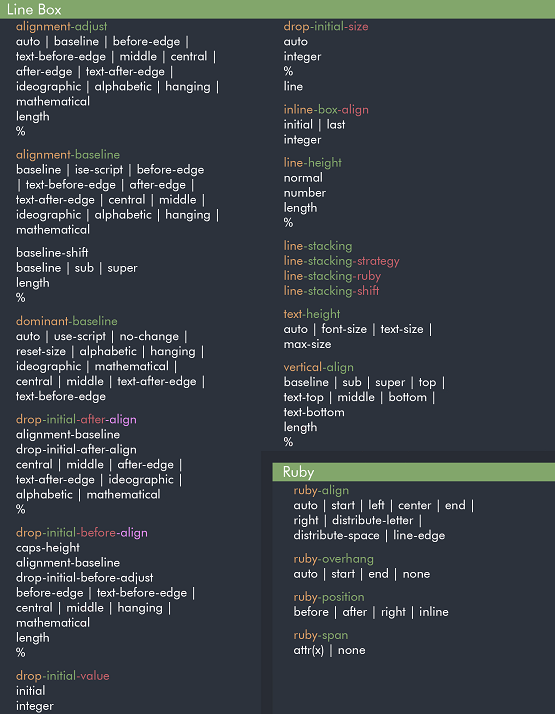 Line Box
alignment-adjust
auto | baseline | before-edge |
text-before-edge | middle | central |
after-edge | text-after-edge |
ideographic | alphabetic | hanging |
mathematical
length
%
alignment-baseline
baseline | ise-script | before-edge
| text-before-edge | after-edge |
text-after-edge | central | middle |
ideographic | alphabetic | hanging |
mathematical
baseline-shift
baseline | sub | super
length
%
dominant-baseline
auto | use-script | no-change |
reset-size | alphabetic | hanging |
ideographic | mathematical |
central | middle | text-after-edge |
text-before-edge
drop-initial-after-align
alignment-baseline
drop-initial-after-align
central | middle | after-edge |
text-after-edge | ideographic |
alphabetic | mathematical
%
drop-initial-before-align
caps-height
alignment-baseline
drop-initial-before-adjust
before-edge | text-before-edge |
central | middle | hanging |
mathematical
length
%
drop-initial-value
initial
integer
drop-initial-size
auto
integer
%
line
inline-box-align
initial | last
integer
line-height
normal
number
length
%
line-stacking
line-stacking-strategy
line-stacking-ruby
line-stacking-shift
text-height
auto | font-size | text-size |
max-size
vertical-align
baseline | sub | super | top |
text-top | middle | bottom |
text-bottom
length
%
Ruby
ruby-align
auto | start | left | center | end |
right | distribute-letter |
distribute-space | line-edge
ruby-overhang
auto | start | end | none
ruby-position
before | after | right | inline
ruby-span
attr(x) | none